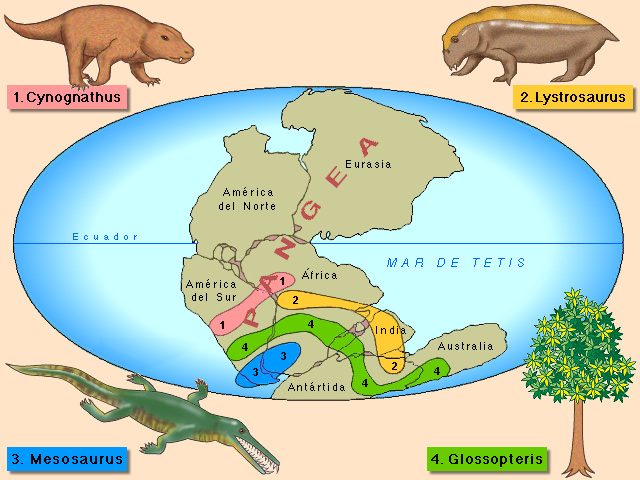 1. Cynognathus
2. Lystrosaurus
PANGEA
Eurasia
América
del Norte
Ecuador
MAR DE TETIS
África
América
del Sur
1
2
1
4
4
India
Australia
3
3
2
4
4
Antártida
3. Mesosaurus
4. Glossopteris